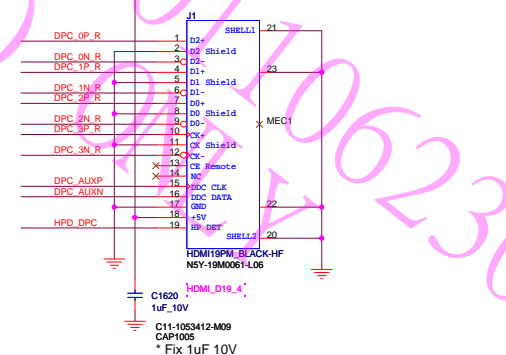 J1
DPC_0P_R 1 D2+ SHELL1 21
2 D2 Shield
DPC_0N_R 3 D2-
DPC_1P_R 4 D1+ 23
5 D1 Shield
DPC_1N_R 6 D1-
DPC_2P_R 7 D0+
8 D0 Shield
DPC_2N_R 9 D0- MEC1
DPC_3P_R 10 CK+
11 CK Shield
DPC_3N_R 12 CK-
13 CE Remote
14 NC
DPC_AUXP 15 DDC CLK
DPC_AUXN 16 DDC DATA
17 GND 22
18 +5V
HPD_DPC 19 HP DET
SHELL2 20
HDMI19PM_BLACK-HF
N5Y-19M0061-L06
HDMI_D19_4
C1620
1uF_10V
C11-1053412-M09
CAP1005
* Fix 1uF 10V